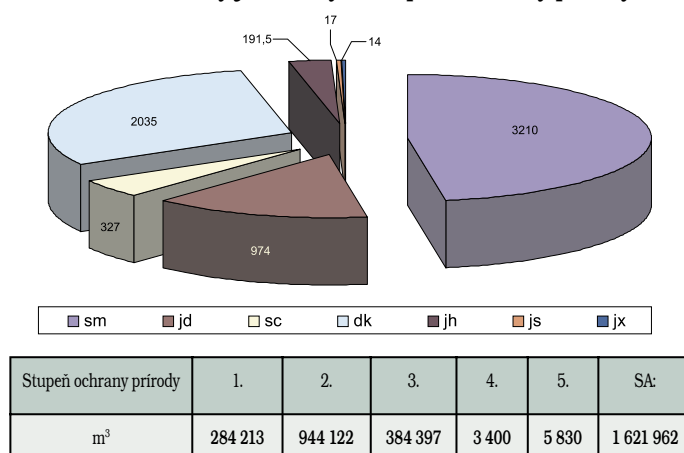 17
191,5
14
2035
3210
327
974
sm jd sc dk jh js jx
Stupeň ochrany prírody 1. 2. 3. 4. 5. SA:
m³ 284 213 944 122 384 397 3 400 5 830 1 621 962